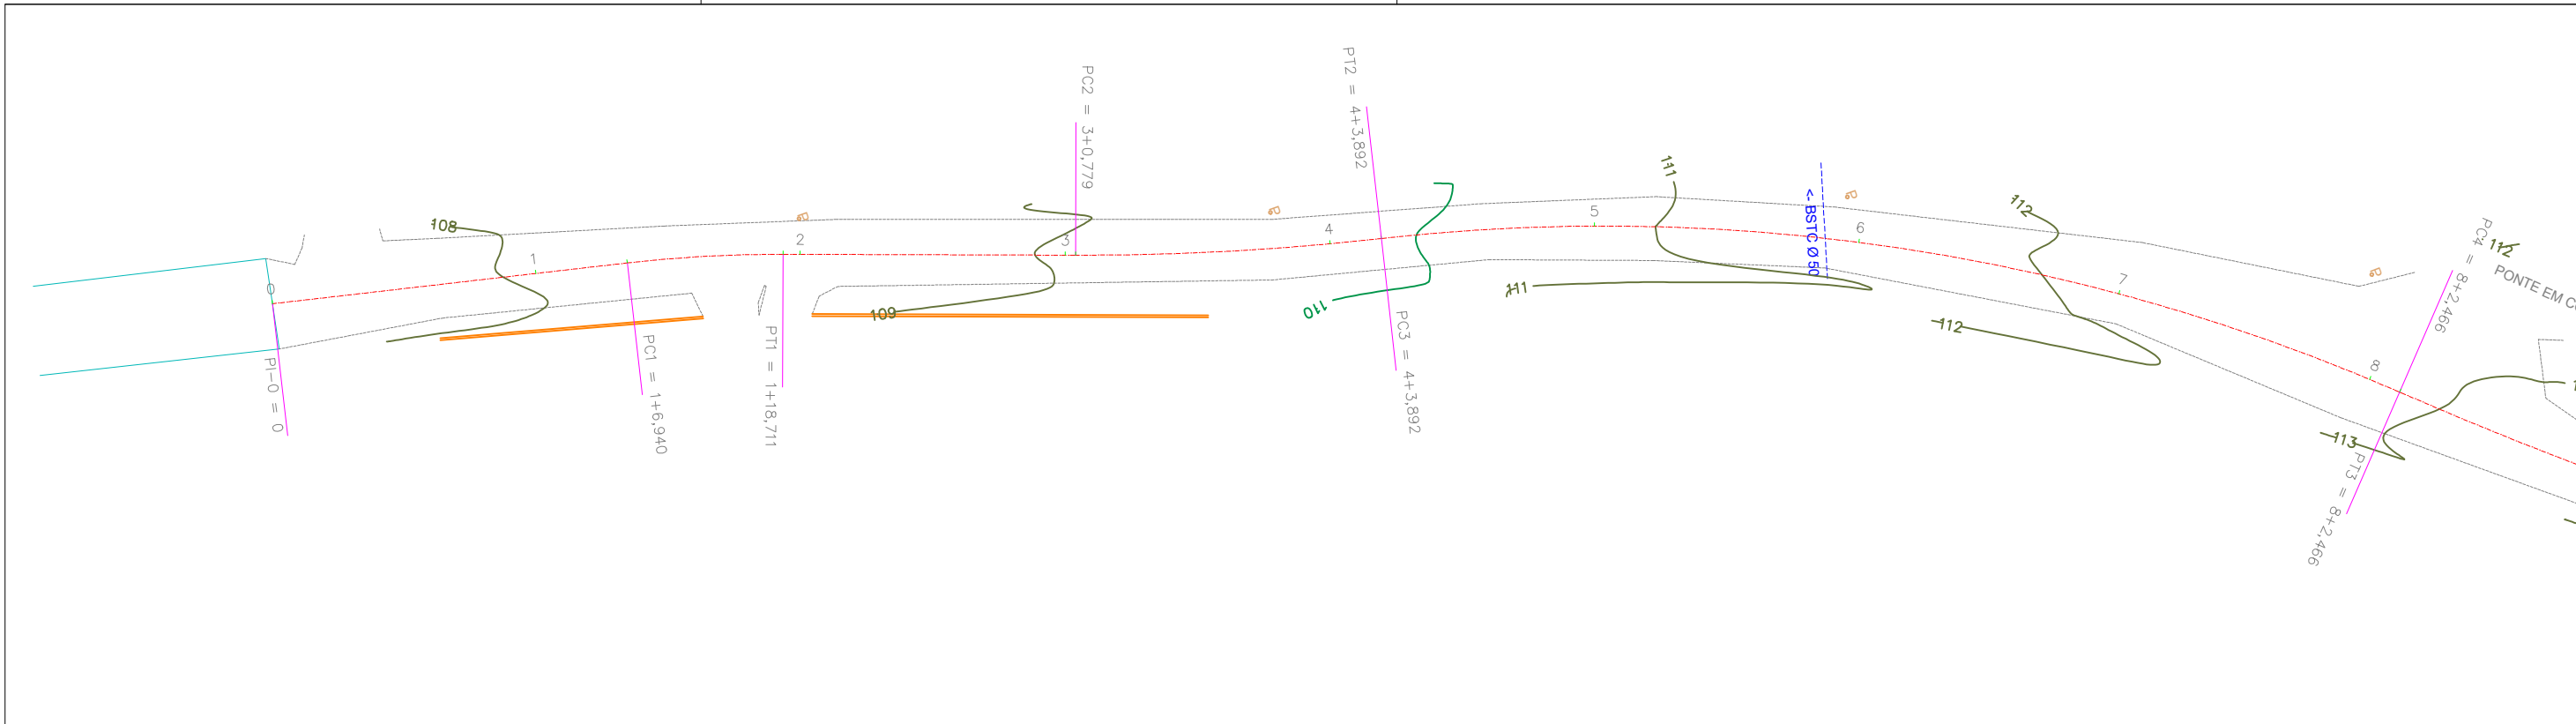 108
0
PI-0 = 0
1
PC1 = 1+6,940
PT1 = 1+18,711
2
109
3
PC2 = 3+0,779
4
110
PT2 = 4+3,892
PC3 = 4+3,892
5
111
111
<- BSTC Ø 50
6
112
112
7
8
113
PT3 = 8+2,466
PC4 = 8+2,466
112
PONTE EM